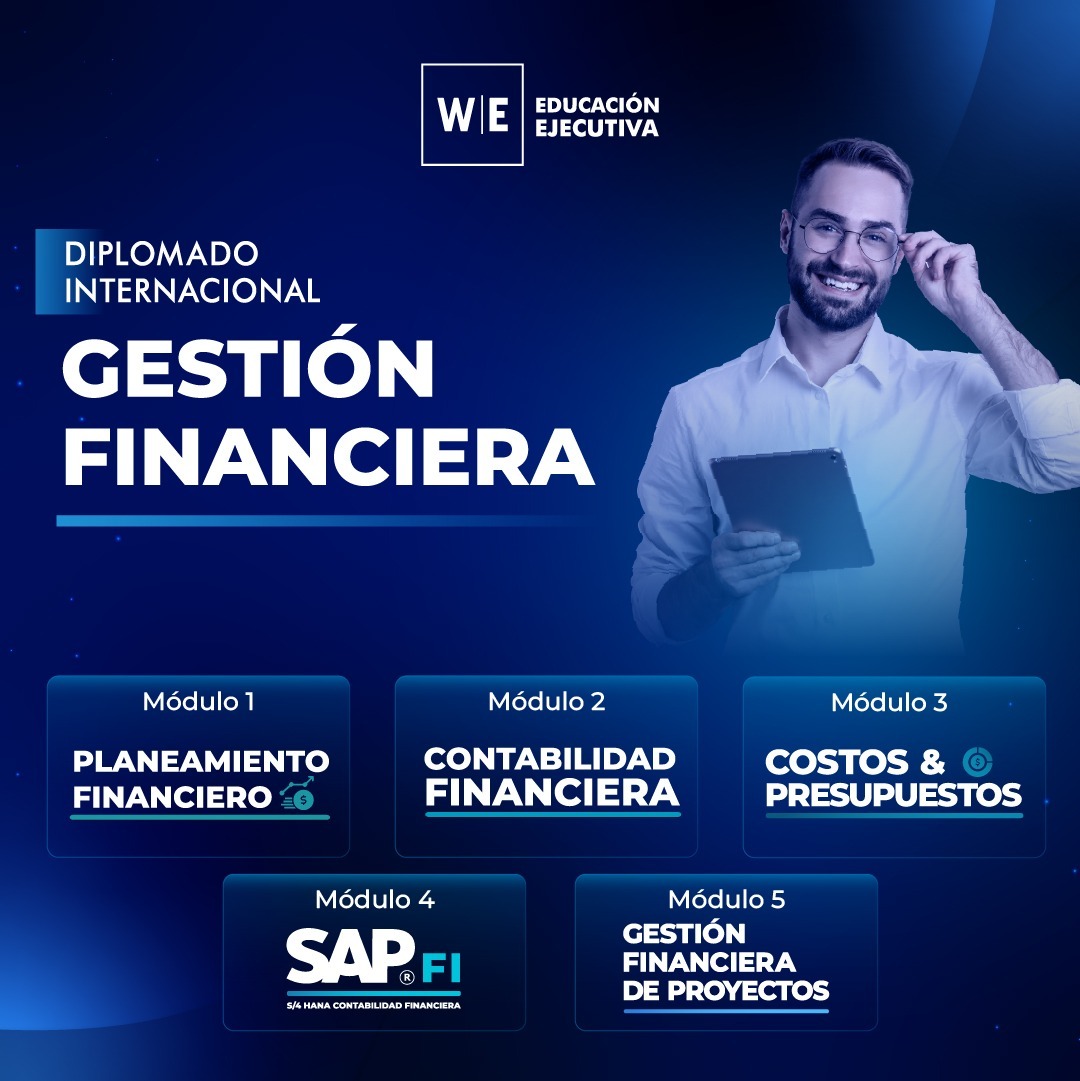 W|E EDUCACIÓN
EJECUTIVA
DIPLOMADO
INTERNACIONAL
GESTIÓN
FINANCIERA
Módulo 1
PLANEAMIENTO
FINANCIERO
$
Módulo 2
CONTABILIDAD
FINANCIERA
Módulo 3
COSTOS &
$
PRESUPUESTOS
Módulo 4
SAP® FI
S/4 HANA CONTABILIDAD FINANCIERA
Módulo 5
GESTIÓN
FINANCIERA
DE PROYECTOS